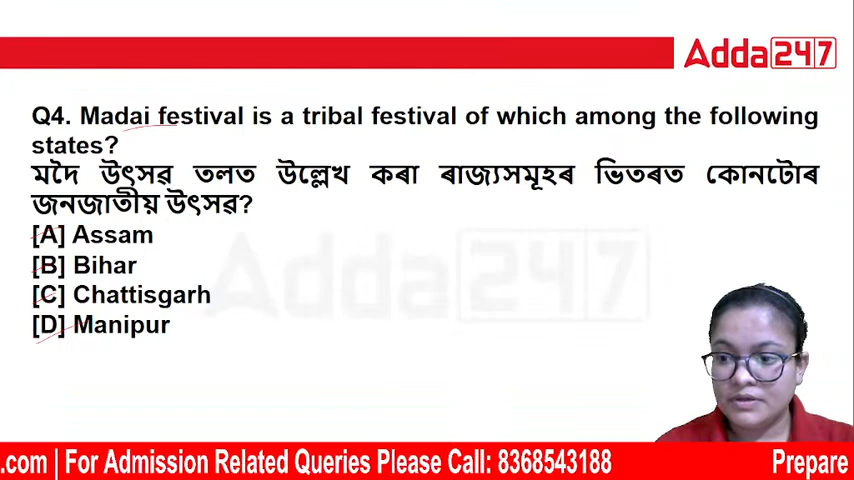 Adda247
Q4. Madai festival is a tribal festival of which among the following
states?
মদৈ উৎসৱ তলত উল্লেখ কৰা ৰাজ্যসমূহৰ ভিতৰত কোনটোৰ
জনজাতীয় উৎসৱ?
[A] Assam
[B] Bihar
[C] Chattisgarh
[D] Manipur
Adda247
.com | For Admission Related Queries Please Call: 8368543188 Prepare